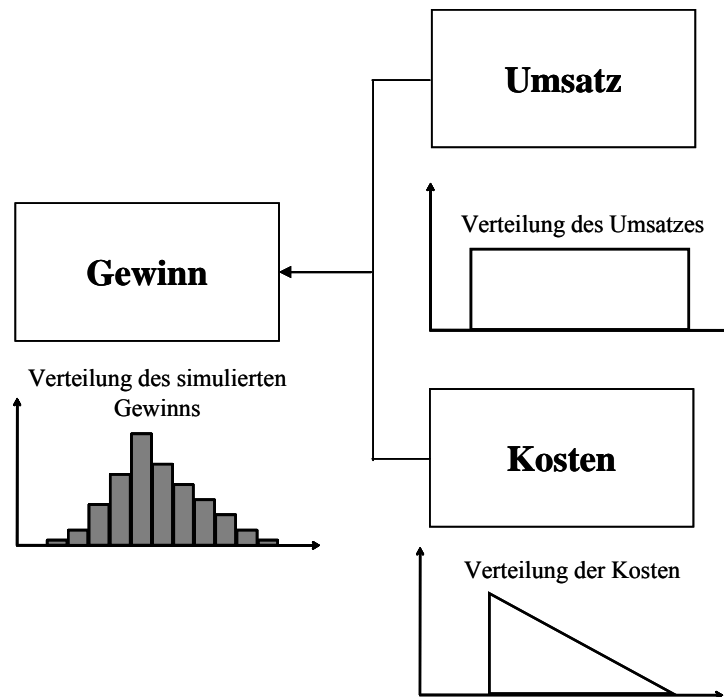 Umsatz
Verteilung des Umsatzes
Gewinn
Verteilung des simulierten
Gewinns
Kosten
Verteilung der Kosten